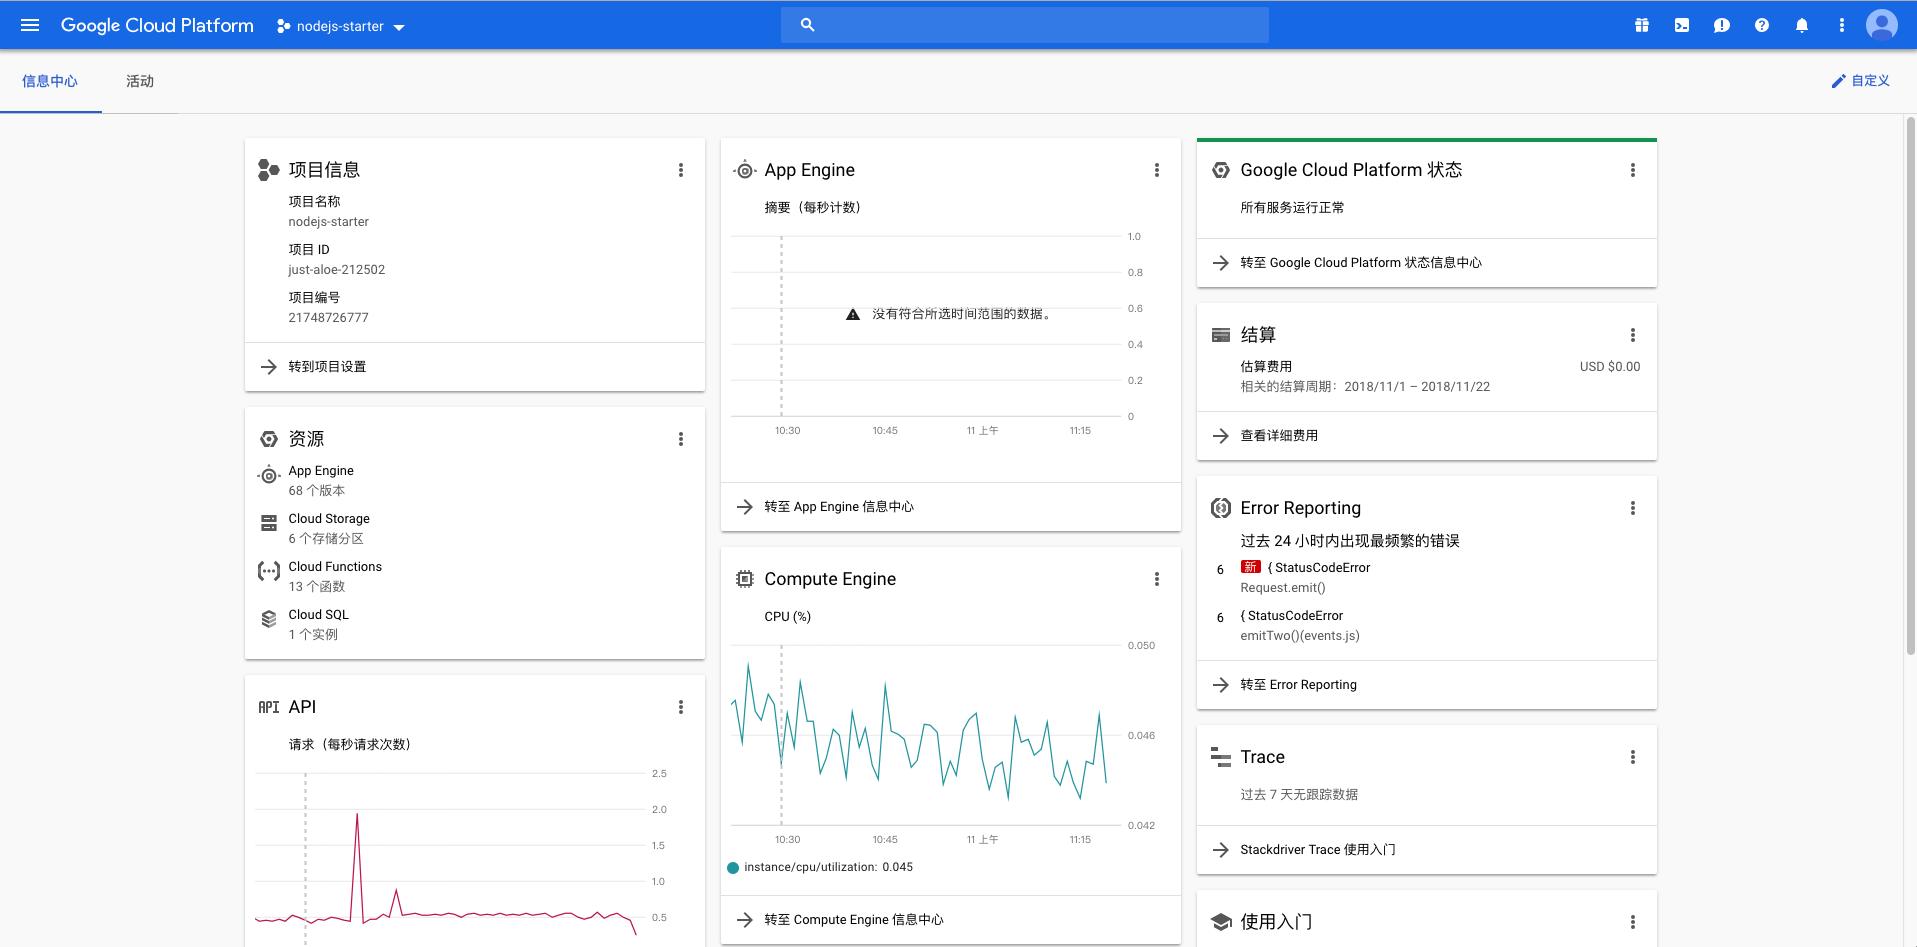 Google Cloud Platform
nodejs-starter
信息中心
活动
自定义
项目信息
项目名称
nodejs-starter
项目 ID
just-aloe-212502
项目编号
21748726777
转到项目设置
资源
App Engine
68 个版本
Cloud Storage
6 个存储分区
Cloud Functions
13 个函数
Cloud SQL
1 个实例
API API
请求（每秒请求次数）
2.5
2.0
1.5
1.0
0.5
App Engine
摘要（每秒计数）
1.0
0.8
没有符合所选时间范围的数据。
0.6
0.4
0.2
0
10:30 10:45 11 上午 11:15
转至 App Engine 信息中心
Compute Engine
CPU (%)
0.050
0.046
0.042
10:30 10:45 11 上午 11:15
instance/cpu/utilization: 0.045
转至 Compute Engine 信息中心
Google Cloud Platform 状态
所有服务运行正常
转至 Google Cloud Platform 状态信息中心
结算
估算费用 USD $0.00
相关的结算周期：2018/11/1 – 2018/11/22
查看详细费用
Error Reporting
过去 24 小时内出现最频繁的错误
6 新 { StatusCodeError
Request.emit()
6 { StatusCodeError
emitTwo()(events.js)
转至 Error Reporting
Trace
过去 7 天无跟踪数据
Stackdriver Trace 使用入门
使用入门